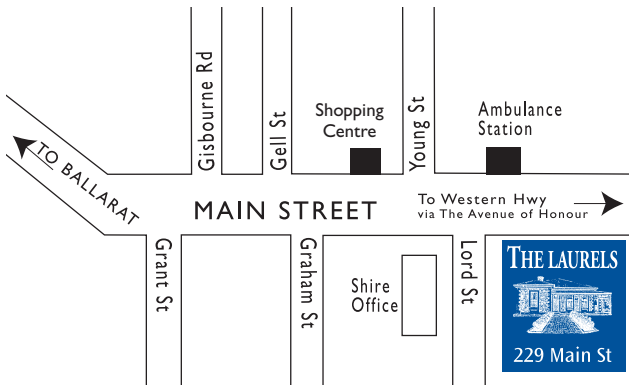 Gisbourne Rd
Gell St
Shopping
Centre
Young St
Ambulance
Station
TO BALLARAT
MAIN STREET
To Western Hwy
via The Avenue of Honour
Grant St
Graham St
Shire
Office
Lord St
THE LAURELS
229 Main St